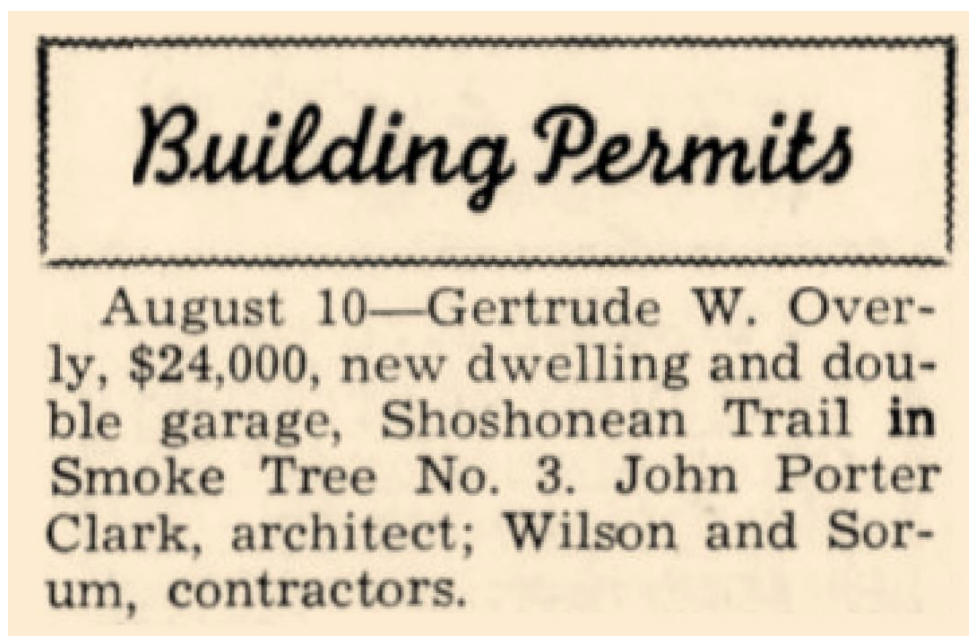 Building Permits
August 10—Gertrude W. Over-
ly, $24,000, new dwelling and dou-
ble garage, Shoshonean Trail in
Smoke Tree No. 3. John Porter
Clark, architect; Wilson and Sor-
um, contractors.